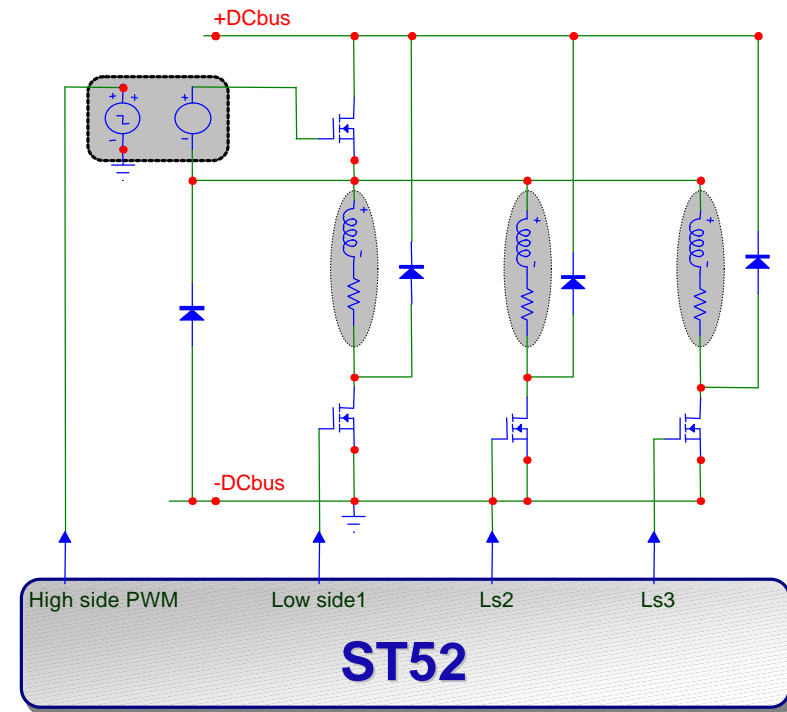 +DCbus
-DCbus
High side PWM
Low side1
Ls2
Ls3
ST52